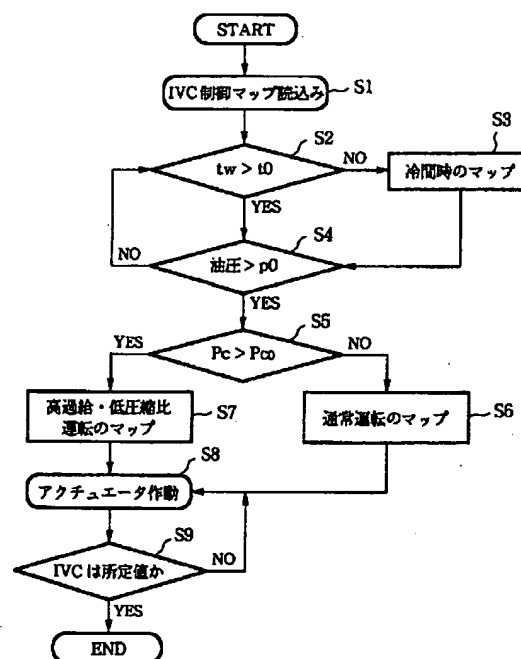 START
IVC制御マップ読込み
S1
S2
tw > t0
NO
S3
冷間時のマップ
YES
S4
油圧 > p0
NO
YES
S5
Pc > Pco
YES
NO
高過給・低圧縮比
運転のマップ
S7
通常運転のマップ
S6
S8
アクチュエータ作動
S9
IVCは所定値か
NO
YES
END